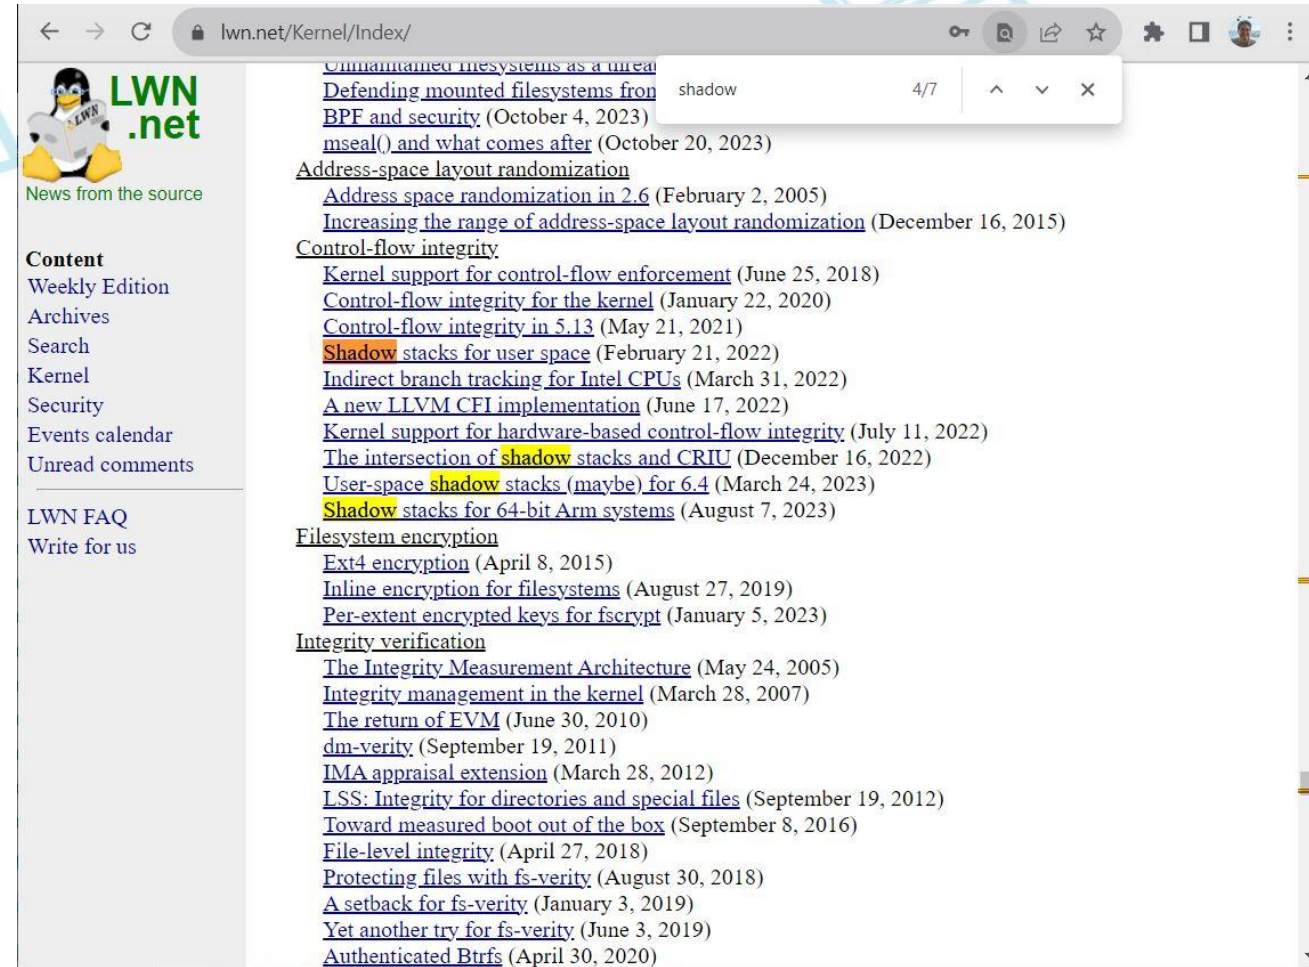 lwn.net/Kernel/Index/
shadow 4/7
LWN
.net
News from the source
Content
Weekly Edition
Archives
Search
Kernel
Security
Events calendar
Unread comments
LWN FAQ
Write for us
Unmaintained filesystems as a threat
Defending mounted filesystems from
BPF and security (October 4, 2023)
mseal() and what comes after (October 20, 2023)
Address-space layout randomization
Address space randomization in 2.6 (February 2, 2005)
Increasing the range of address-space layout randomization (December 16, 2015)
Control-flow integrity
Kernel support for control-flow enforcement (June 25, 2018)
Control-flow integrity for the kernel (January 22, 2020)
Control-flow integrity in 5.13 (May 21, 2021)
Shadow stacks for user space (February 21, 2022)
Indirect branch tracking for Intel CPUs (March 31, 2022)
A new LLVM CFI implementation (June 17, 2022)
Kernel support for hardware-based control-flow integrity (July 11, 2022)
The intersection of shadow stacks and CRIU (December 16, 2022)
User-space shadow stacks (maybe) for 6.4 (March 24, 2023)
Shadow stacks for 64-bit Arm systems (August 7, 2023)
Filesystem encryption
Ext4 encryption (April 8, 2015)
Inline encryption for filesystems (August 27, 2019)
Per-extent encrypted keys for fscrypt (January 5, 2023)
Integrity verification
The Integrity Measurement Architecture (May 24, 2005)
Integrity management in the kernel (March 28, 2007)
The return of EVM (June 30, 2010)
dm-verity (September 19, 2011)
IMA appraisal extension (March 28, 2012)
LSS: Integrity for directories and special files (September 19, 2012)
Toward measured boot out of the box (September 8, 2016)
File-level integrity (April 27, 2018)
Protecting files with fs-verity (August 30, 2018)
A setback for fs-verity (January 3, 2019)
Yet another try for fs-verity (June 3, 2019)
Authenticated Btrfs (April 30, 2020)